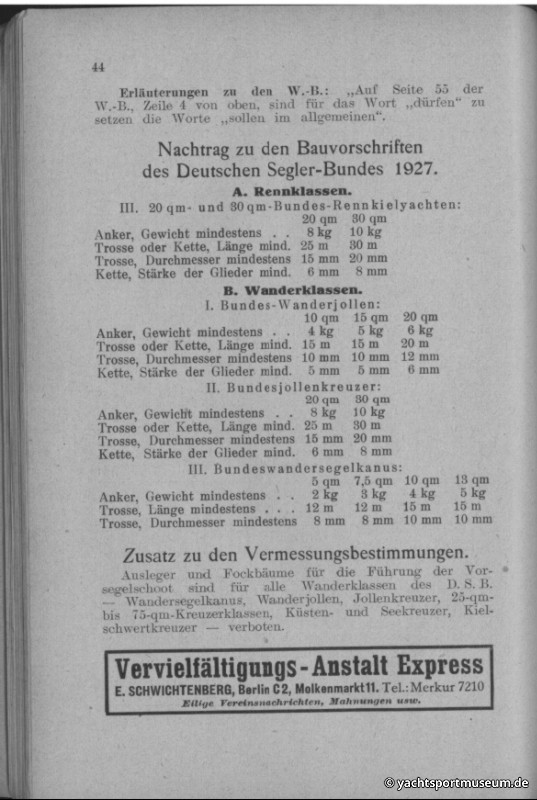 44
Erläuterungen zu den W.-B.: „Auf Seite 55 der
W.-B., Zeile 4 von oben, sind für das Wort „dürfen“ zu
setzen die Worte „sollen im allgemeinen“.
Nachtrag zu den Bauvorschriften
des Deutschen Segler-Bundes 1927.
A. Rennklassen.
III. 20 qm- und 30 qm-Bundes-Rennkielyachten:
20 qm 30 qm
Anker, Gewicht mindestens . . 8 kg 10 kg
Trosse oder Kette, Länge mind. 25 m 30 m
Trosse, Durchmesser mindestens 15 mm 20 mm
Kette, Stärke der Glieder mind. 6 mm 8 mm
B. Wanderklassen.
I. Bundes-Wanderjollen:
10 qm 15 qm 20 qm
Anker, Gewicht mindestens . . 4 kg 5 kg 6 kg
Trosse oder Kette, Länge mind. 15 m 15 m 20 m
Trosse, Durchmesser mindestens 10 mm 10 mm 12 mm
Kette, Stärke der Glieder mind. 5 mm 5 mm 6 mm
II. Bundesjollenkreuzer:
20 qm 30 qm
Anker, Gewicht mindestens . . 8 kg 10 kg
Trosse oder Kette, Länge mind. 25 m 30 m
Trosse, Durchmesser mindestens 15 mm 20 mm
Kette, Stärke der Glieder mind. 6 mm 8 mm
III. Bundeswandersegelkanus:
5 qm 7,5 qm 10 qm 13 qm
Anker, Gewicht mindestens . . 2 kg 3 kg 4 kg 5 kg
Trosse, Länge mindestens . . . 12 m 12 m 15 m 15 m
Trosse, Durchmesser mindestens 8 mm 8 mm 10 mm 10 mm
Zusatz zu den Vermessungsbestimmungen.
Ausleger und Fockbäume für die Führung der Vor-
segelschoot sind für alle Wanderklassen des D. S. B.
— Wandersegelkanus, Wanderjollen, Jollenkreuzer, 25-qm-
bis 75-qm-Kreuzerklassen, Küsten- und Seekreuzer, Kiel-
schwertkreuzer — verboten.
Vervielfältigungs-Anstalt Express
E. SCHWICHTENBERG, Berlin C2, Molkenmarkt 11. Tel.: Merkur 7210
Eilige Vereinsnachrichten, Mahnungen usw.
© yachtsportmuseum.de